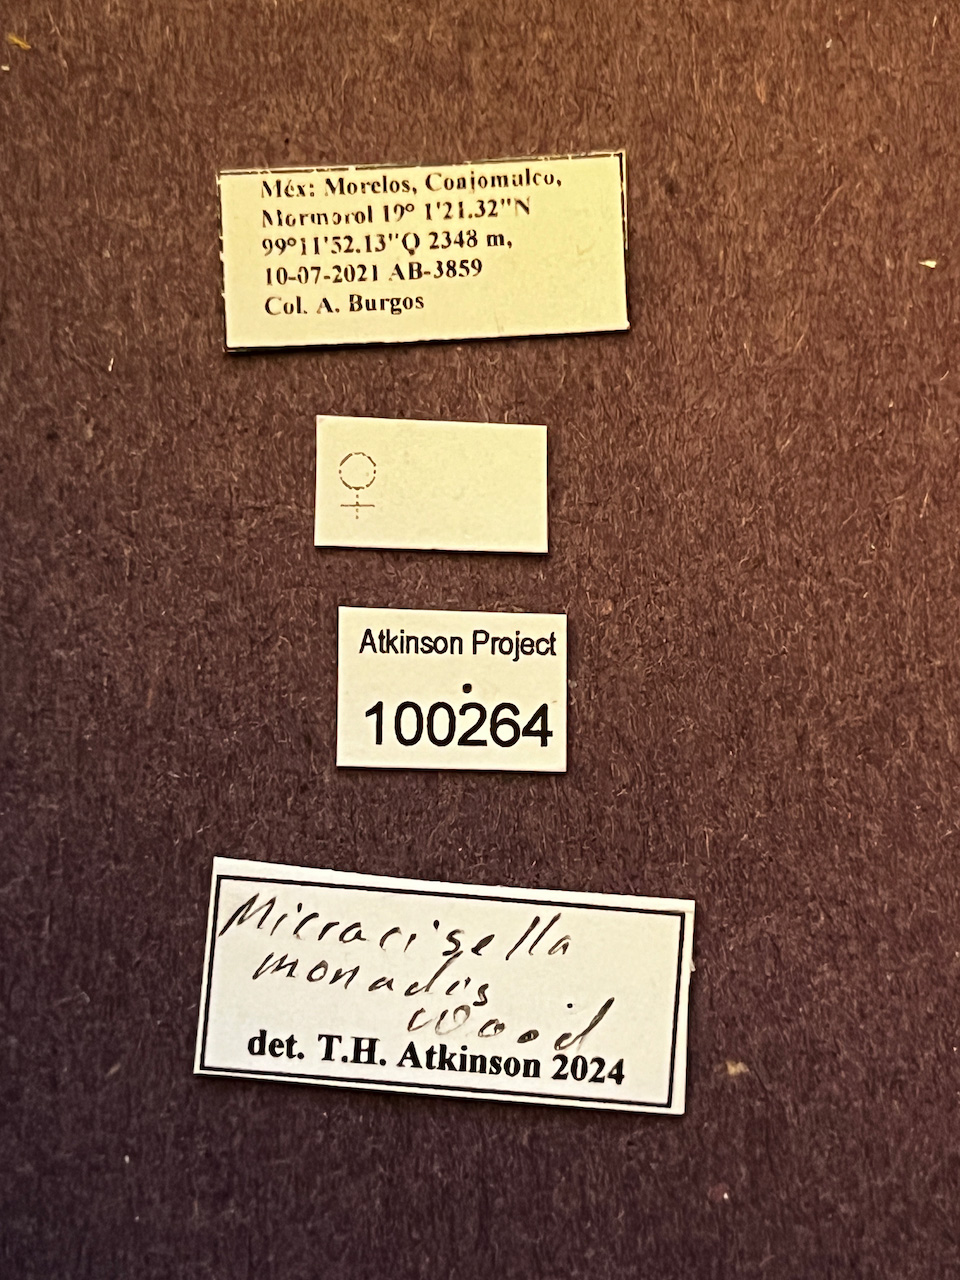 Méx: Morelos, Conjomulco,
Mormorol 19° 1'21.32"N
99°11'52.13"O 2348 m,
10-07-2021 AB-3859
Col. A. Burgos
♀
Atkinson Project
100264
Micracisella
monadis
Wood
det. T.H. Atkinson 2024